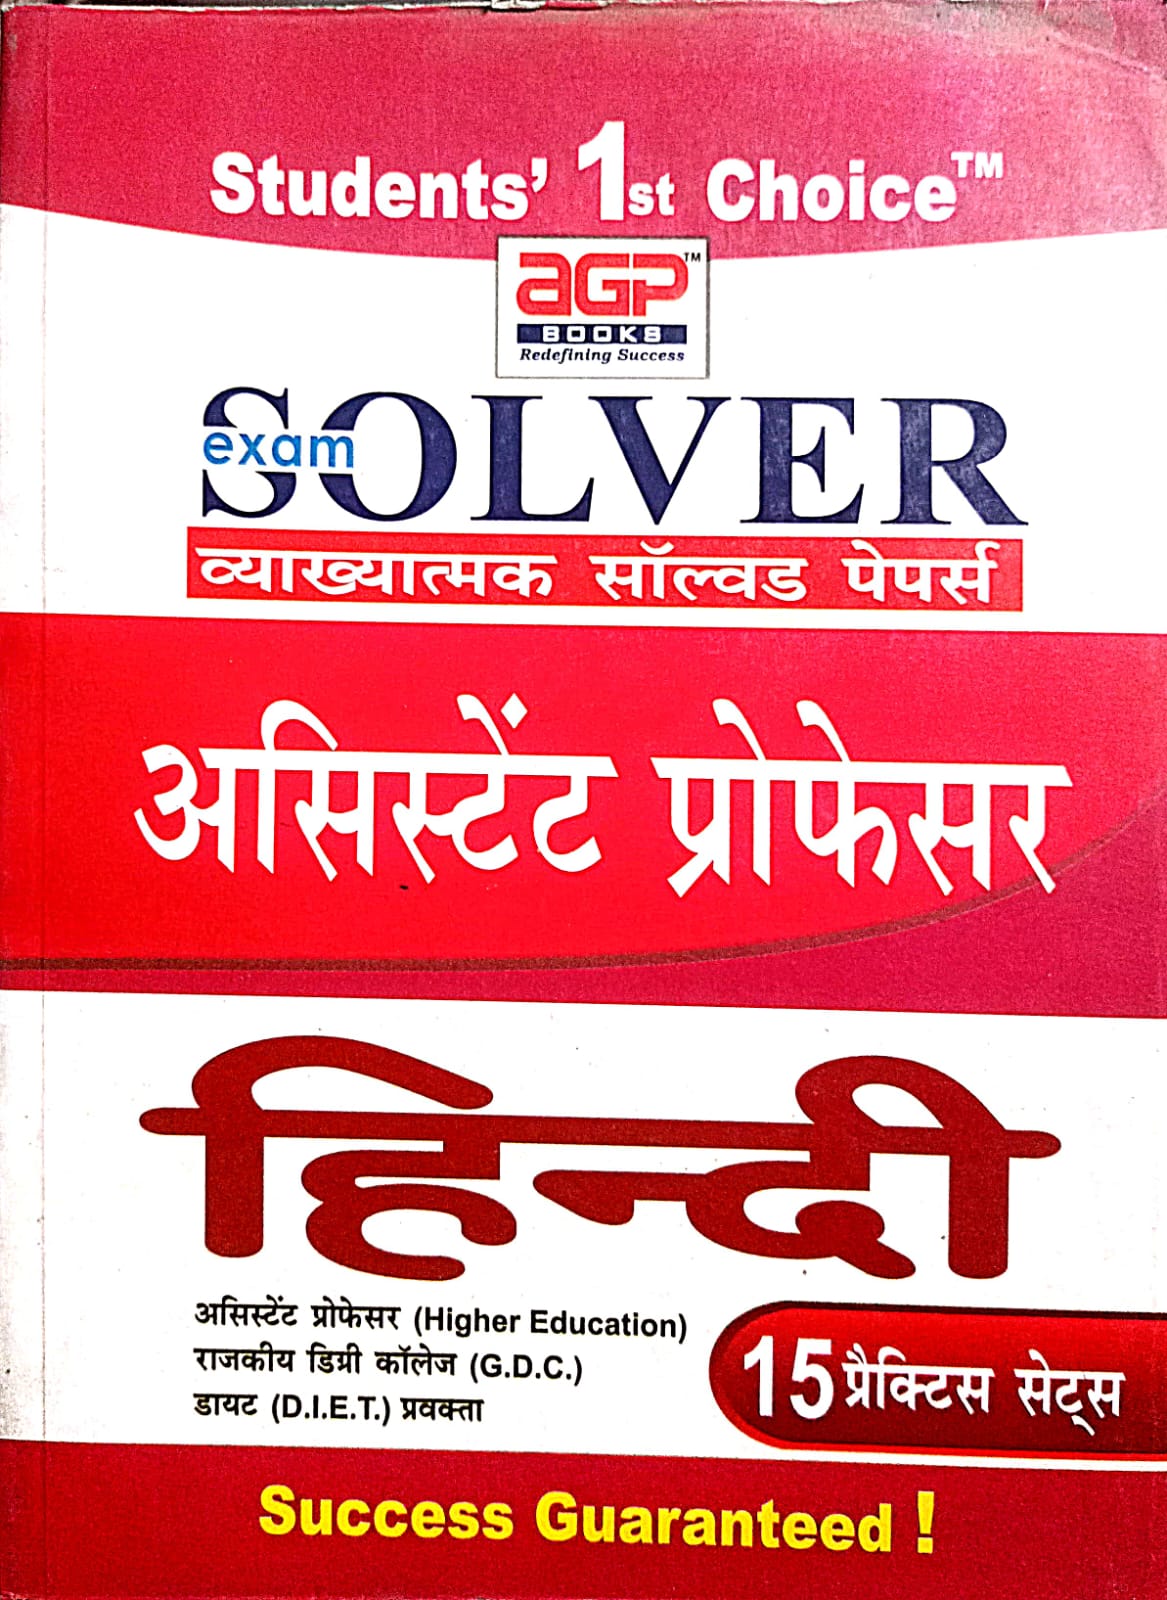 Students' 1st Choice™
aGP™
BOOKS
Redefining Success
exam SOLVER
व्याख्यात्मक सॉल्वड पेपर्स
असिस्टेंट प्रोफेसर
हिन्दी
असिस्टेंट प्रोफेसर (Higher Education)
राजकीय डिग्री कॉलेज (G.D.C.)
डायट (D.I.E.T.) प्रवक्ता
15 प्रैक्टिस सेट्स
Success Guaranteed !